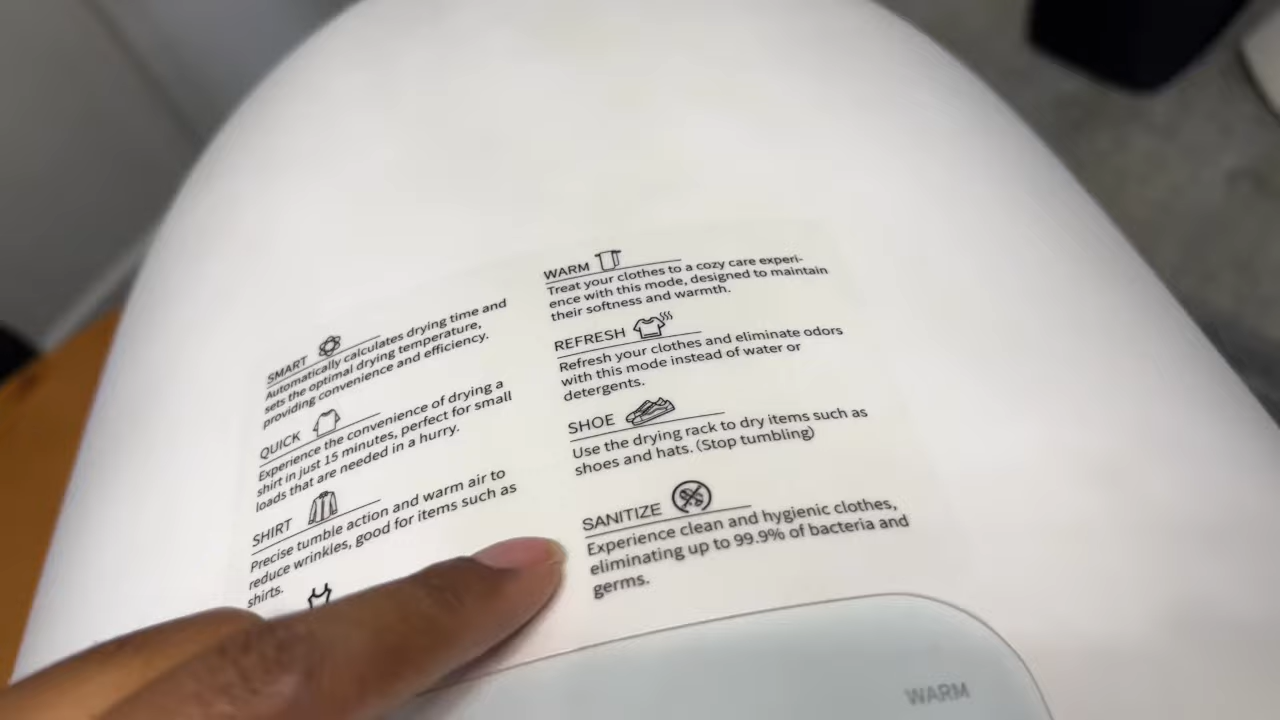 SMART
Automatically calculates drying time and
sets the optimal drying temperature,
providing convenience and efficiency.
QUICK
Experience the convenience of drying a
shirt in just 15 minutes, perfect for small
loads that are needed in a hurry.
SHIRT
Precise tumble action and warm air to
reduce wrinkles, good for items such as
shirts.
WARM
Treat your clothes to a cozy care experi-
ence with this mode, designed to maintain
their softness and warmth.
REFRESH
Refresh your clothes and eliminate odors
with this mode instead of water or
detergents.
SHOE
Use the drying rack to dry items such as
shoes and hats. (Stop tumbling)
SANITIZE
Experience clean and hygienic clothes,
eliminating up to 99.9% of bacteria and
germs.
WARM